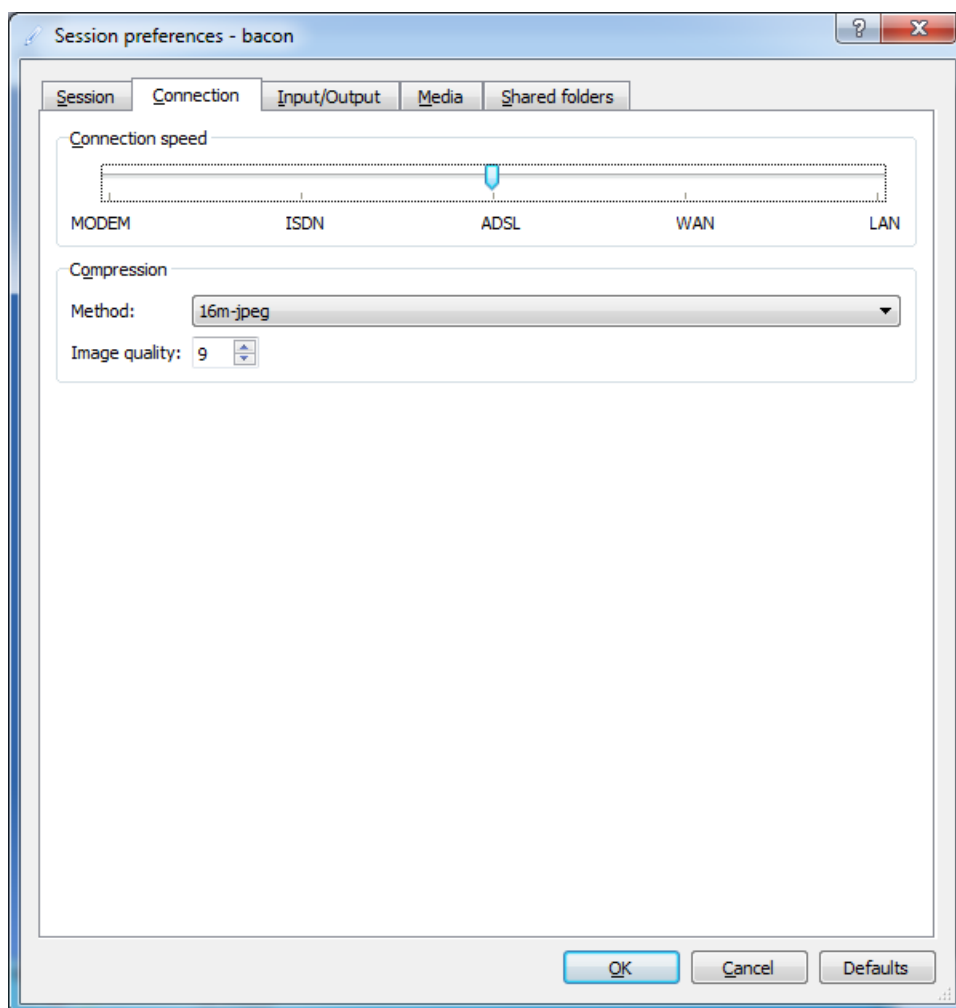 Session preferences - bacon
Session Connection Input/Output Media Shared folders
Connection speed
MODEM ISDN ADSL WAN LAN
Compression
Method: 16m-jpeg
Image quality: 9
OK Cancel Defaults